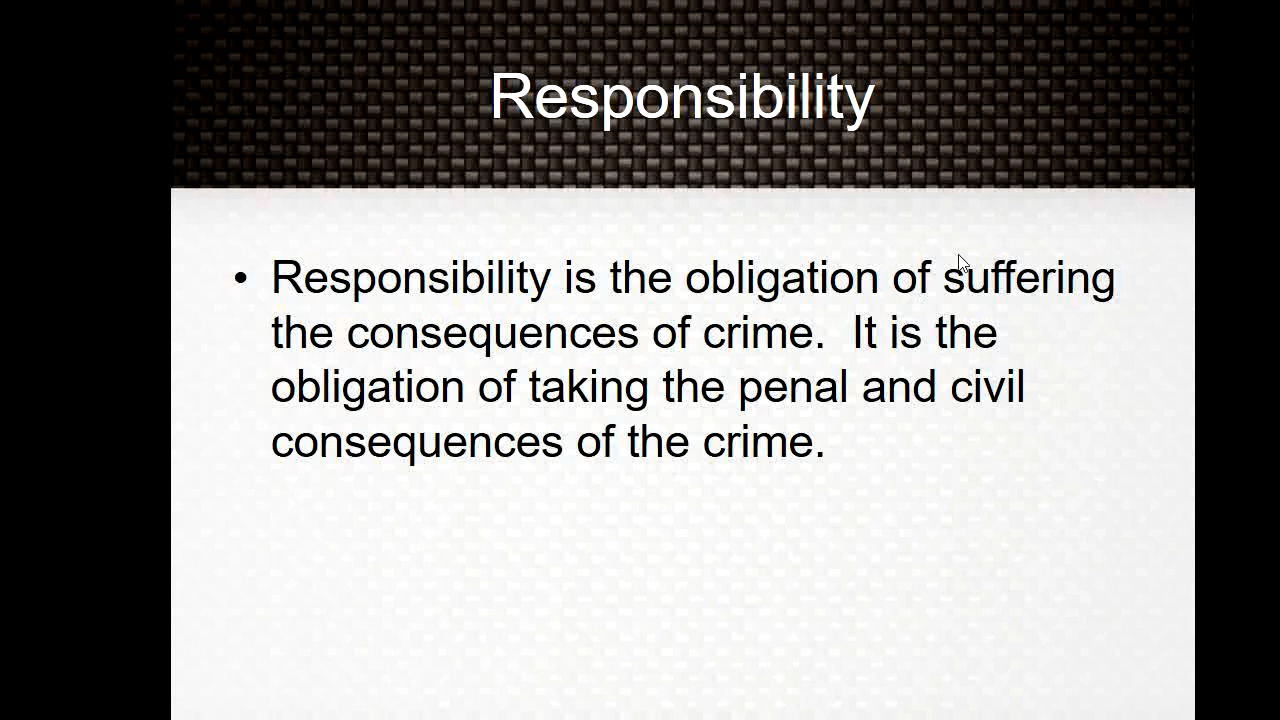 Responsibility
• Responsibility is the obligation of suffering
the consequences of crime.  It is the
obligation of taking the penal and civil
consequences of the crime.